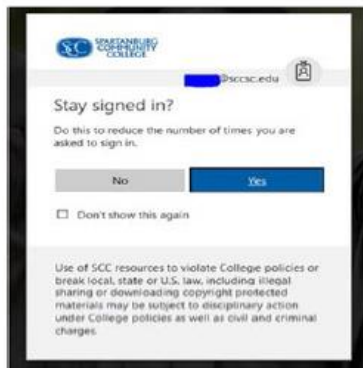 SCC SPARTANBURG
COMMUNITY
COLLEGE
@sccsc.edu
Stay signed in?
Do this to reduce the number of times you are
asked to sign in.
No Yes
Don't show this again
Use of SCC resources to violate College policies or
break local, state or U.S. law, including illegal
sharing or downloading copyright protected
materials may be subject to disciplinary action
under College policies as well as civil and criminal
charges.